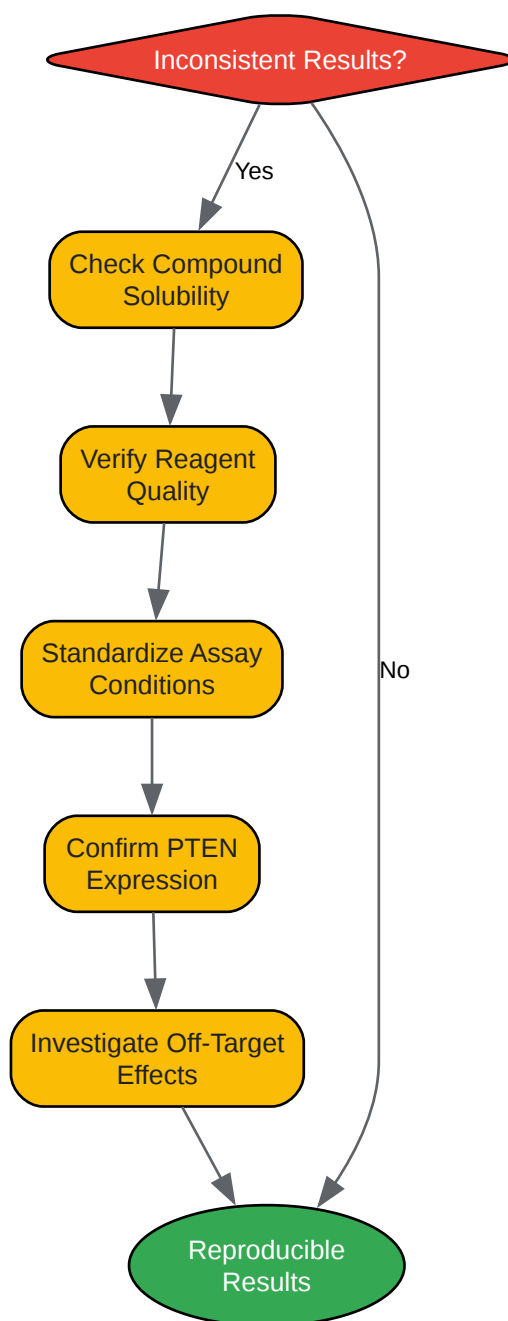 Inconsistent Results?
Yes
Check Compound
Solubility
Verify Reagent
Quality
Standardize Assay
Conditions
No
Confirm PTEN
Expression
Investigate Off-Target
Effects
Reproducible
Results